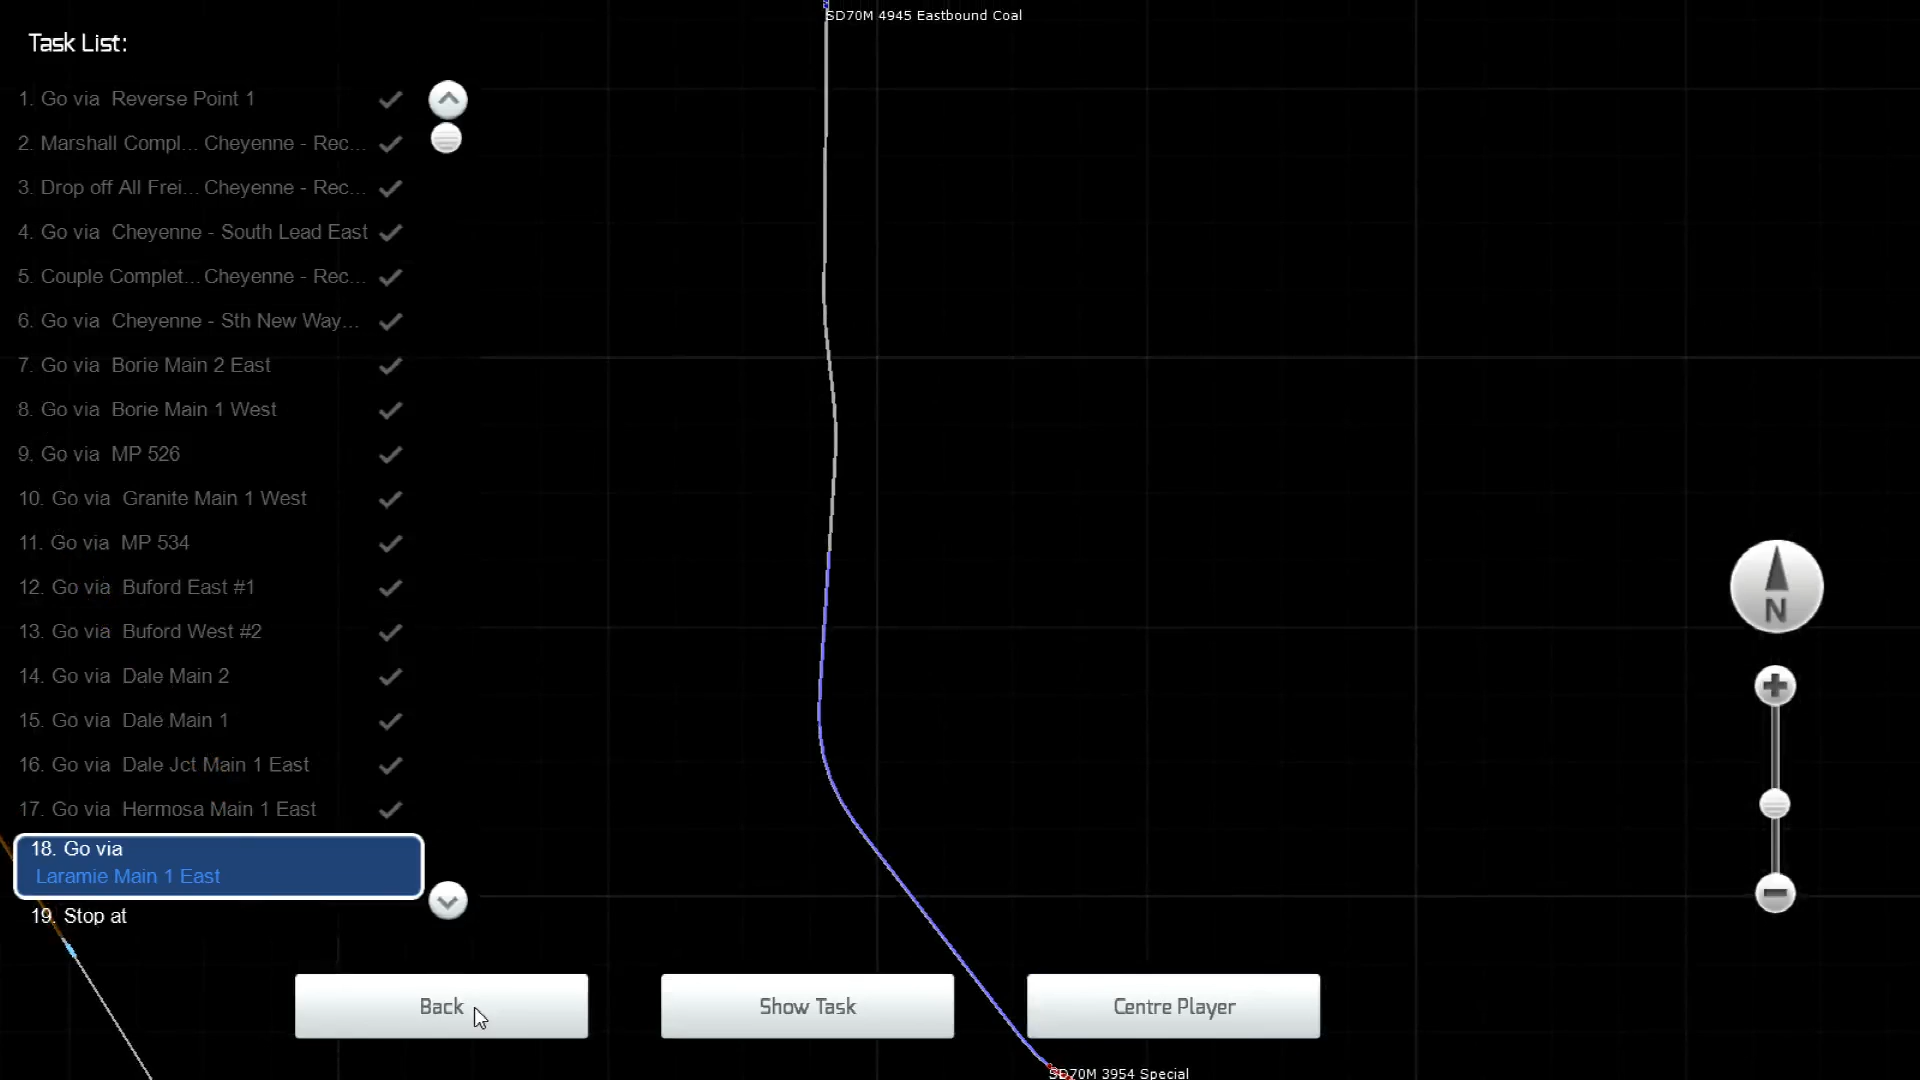 SD70M 4945 Eastbound Coal
Task List:
1. Go via Reverse Point 1
2. Marshall Compl... Cheyenne - Rec...
3. Drop off All Frei... Cheyenne - Rec...
4. Go via Cheyenne - South Lead East
5. Couple Complet... Cheyenne - Rec...
6. Go via Cheyenne - Sth New Way...
7. Go via Borie Main 2 East
8. Go via Borie Main 1 West
9. Go via MP 526
10. Go via Granite Main 1 West
11. Go via MP 534
12. Go via Buford East #1
13. Go via Buford West #2
14. Go via Dale Main 2
15. Go via Dale Main 1
16. Go via Dale Jct Main 1 East
17. Go via Hermosa Main 1 East
18. Go via
Laramie Main 1 East
19. Stop at
N
Back
Show Task
Centre Player
SD70M 3954 Special